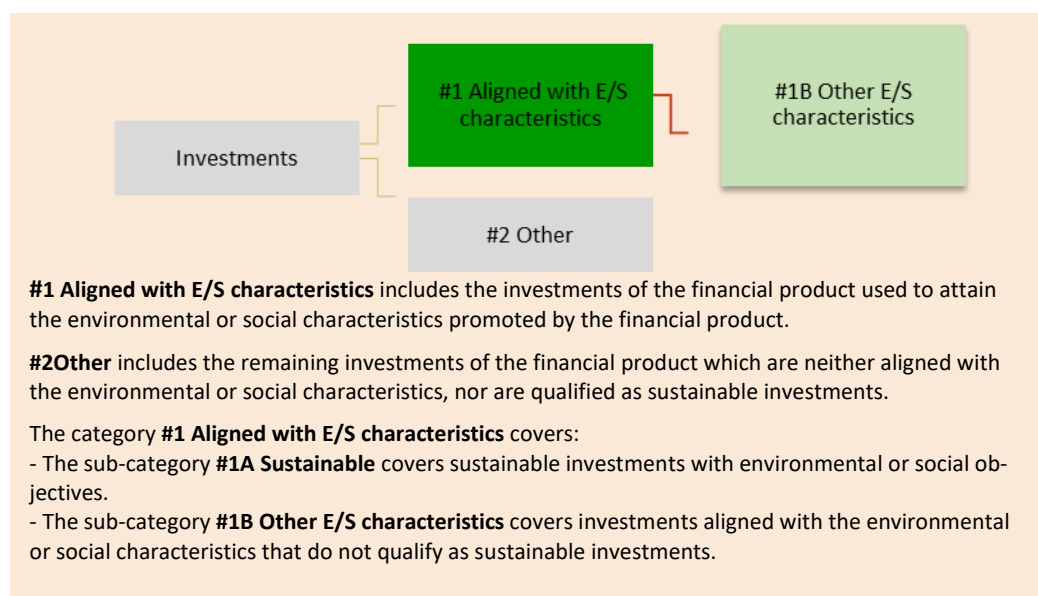 #1 Aligned with E/S
characteristics
#1B Other E/S
characteristics
Investments
#2 Other
#1 Aligned with E/S characteristics includes the investments of the financial product used to attain
the environmental or social characteristics promoted by the financial product.
#2Other includes the remaining investments of the financial product which are neither aligned with
the environmental or social characteristics, nor are qualified as sustainable investments.
The category #1 Aligned with E/S characteristics covers:
- The sub-category #1A Sustainable covers sustainable investments with environmental or social ob-
jectives.
- The sub-category #1B Other E/S characteristics covers investments aligned with the environmental
or social characteristics that do not qualify as sustainable investments.